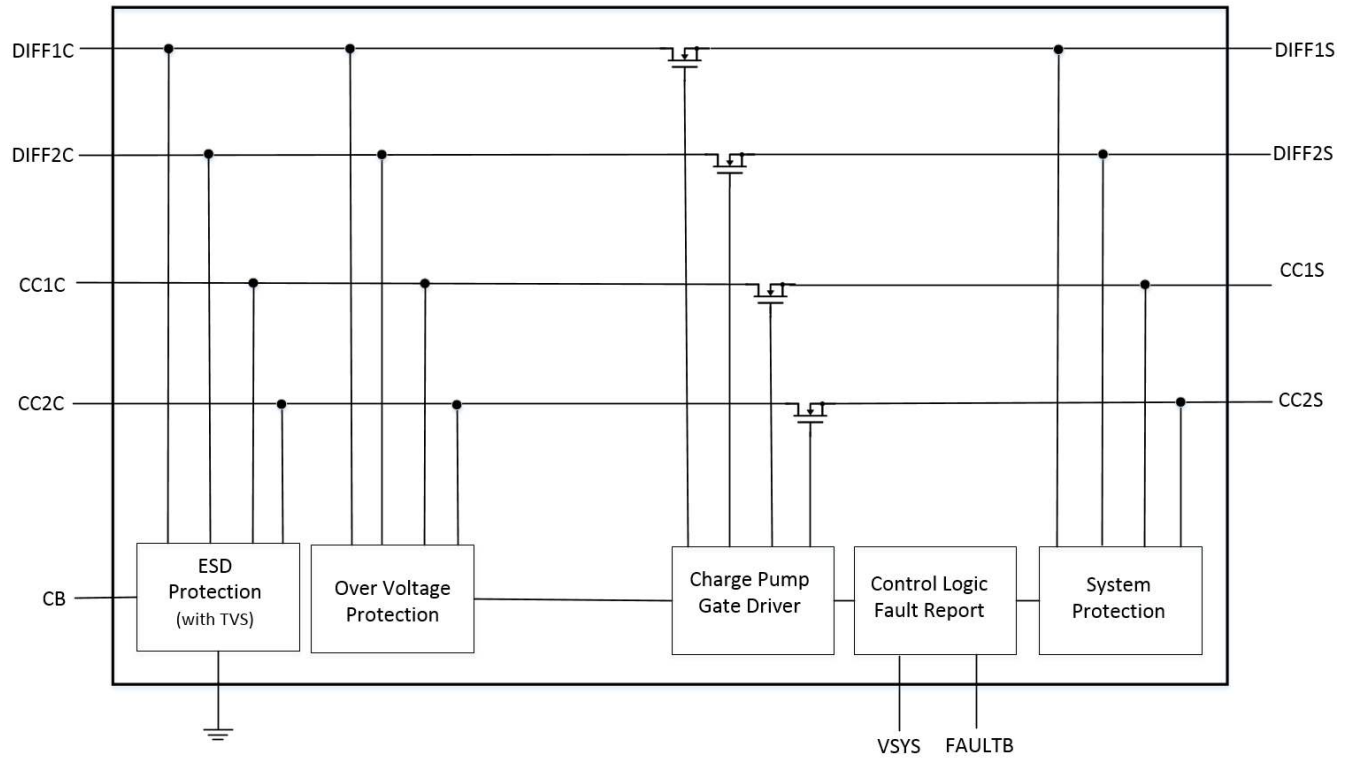 DIFF1C
DIFF1S
DIFF2C
DIFF2S
CC1C
CC1S
CC2C
CC2S
CB
ESD
Protection
(with TVS)
Over Voltage
Protection
Charge Pump
Gate Driver
Control Logic
Fault Report
System
Protection
VSYS
FAULTB